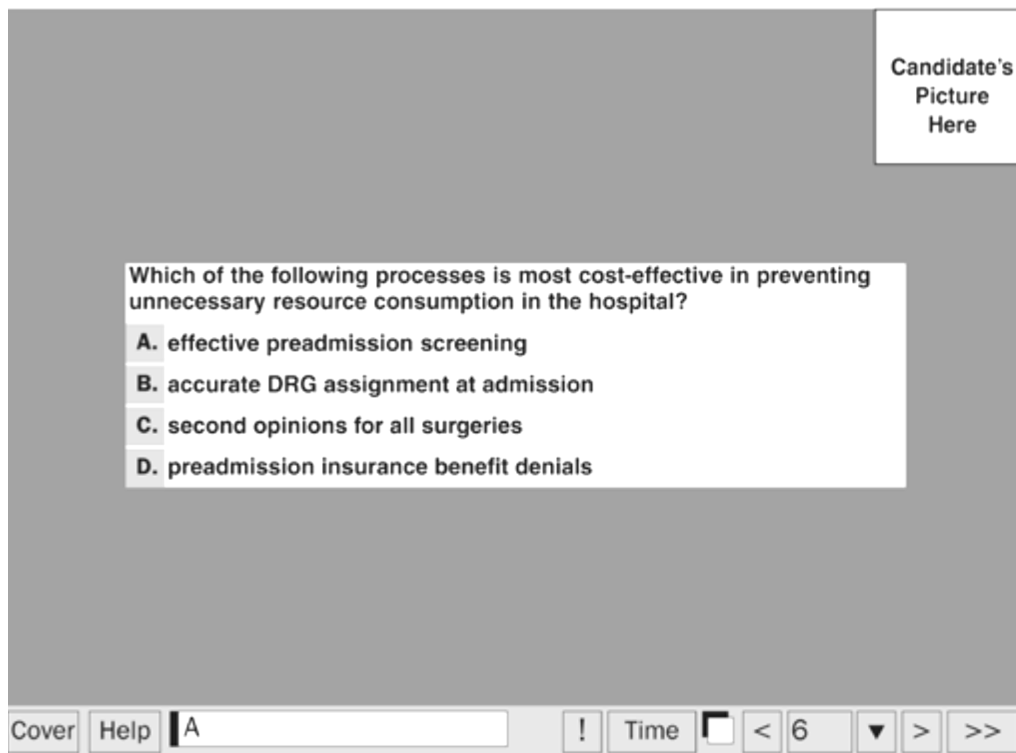 Candidate's
Picture
Here
Which of the following processes is most cost-effective in preventing
unnecessary resource consumption in the hospital?
A. effective preadmission screening
B. accurate DRG assignment at admission
C. second opinions for all surgeries
D. preadmission insurance benefit denials
Cover Help A ! Time < 6 ▼ > >>